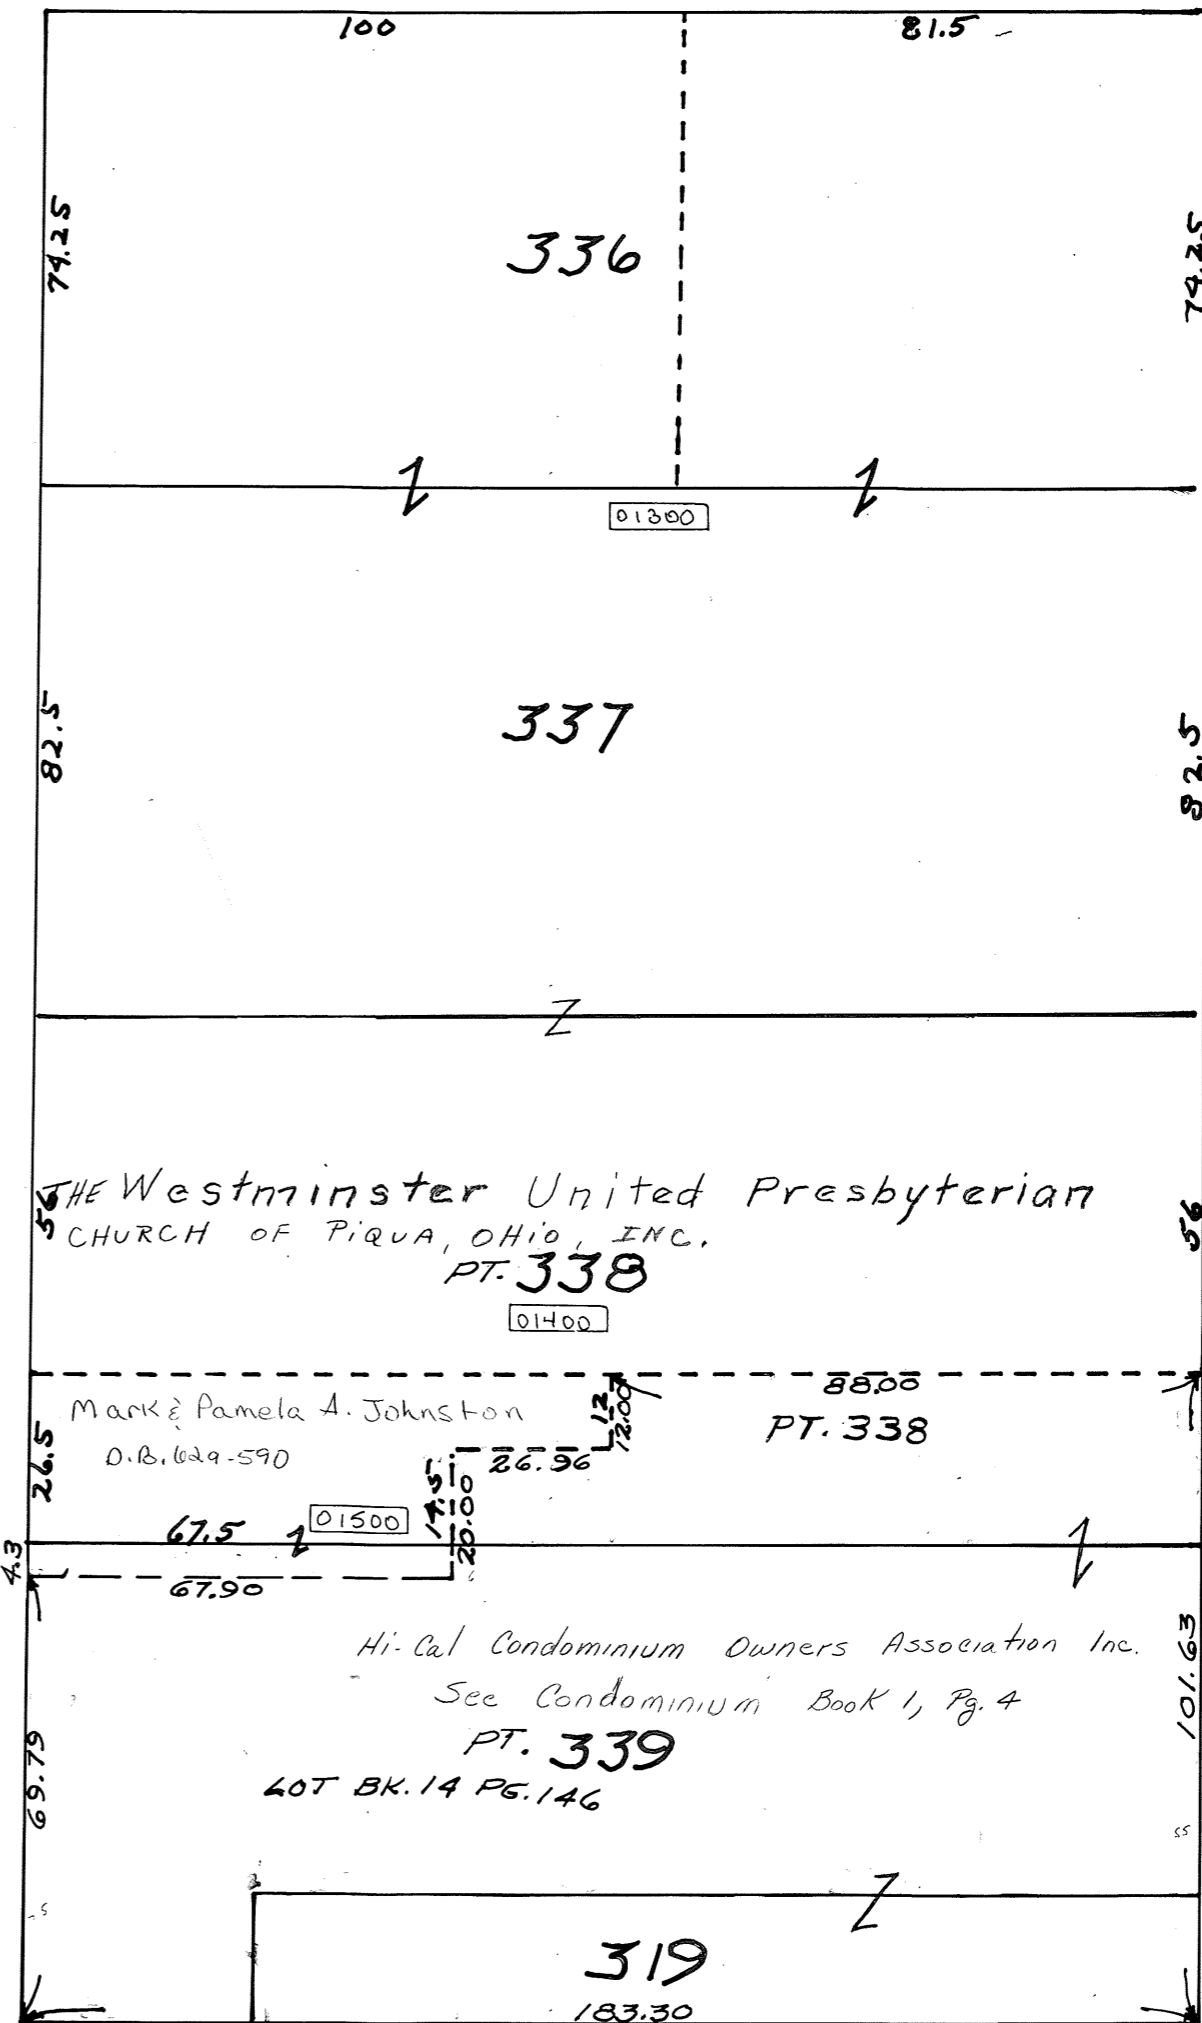 100
81.5
74.25
336
74.25
01300
82.5
337
82.5
THE Westminster United Presbyterian
CHURCH OF PIQUA, OHIO, INC.
56
56
PT. 338
01400
88.00
Mark & Pamela A. Johnston
12
12.00
PT. 338
D.B. 629-590
26.5
26.96
14.5
20.00
01500
67.5
4.3
67.90
Hi-Cal Condominium Owners Association Inc.
See Condominium Book 1, Pg. 4
101.63
PT. 339
69.79
LOT BK. 14 PG. 146
55
319
183.30